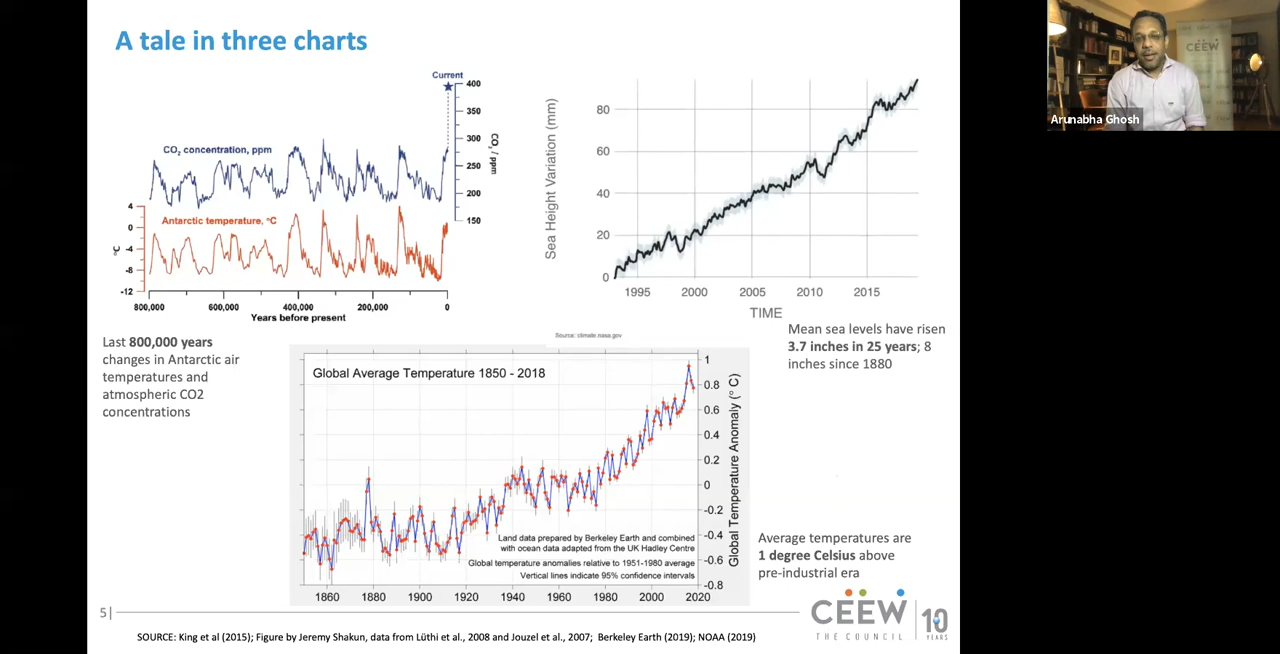 A tale in three charts
Current
400
350
300
250
200
150
CO₂ / ppm
CO₂ concentration, ppm
Antarctic temperature, °C
4
0
-4
-8
-12
°C
800,000
600,000
400,000
200,000
0
Years before present
Sea Height Variation (mm)
80
60
40
20
0
1995
2000
2005
2010
2015
TIME
Source: climate.nasa.gov
Last 800,000 years
changes in Antarctic air
temperatures and
atmospheric CO2
concentrations
Mean sea levels have risen
3.7 inches in 25 years; 8
inches since 1880
Global Average Temperature 1850 - 2018
1
0.8
0.6
0.4
0.2
0
-0.2
-0.4
-0.6
-0.8
Global Temperature Anomaly (° C)
Land data prepared by Berkeley Earth and combined
with ocean data adapted from the UK Hadley Centre
Global temperature anomalies relative to 1951-1980 average
Vertical lines indicate 95% confidence intervals
1860
1880
1900
1920
1940
1960
1980
2000
2020
Average temperatures are
1 degree Celsius above
pre-industrial era
5|
CEEW
THE COUNCIL
10
YEARS
SOURCE: King et al (2015); Figure by Jeremy Shakun, data from Lüthi et al., 2008 and Jouzel et al., 2007; Berkeley Earth (2019); NOAA (2019)
CEEW
Arunabha Ghosh